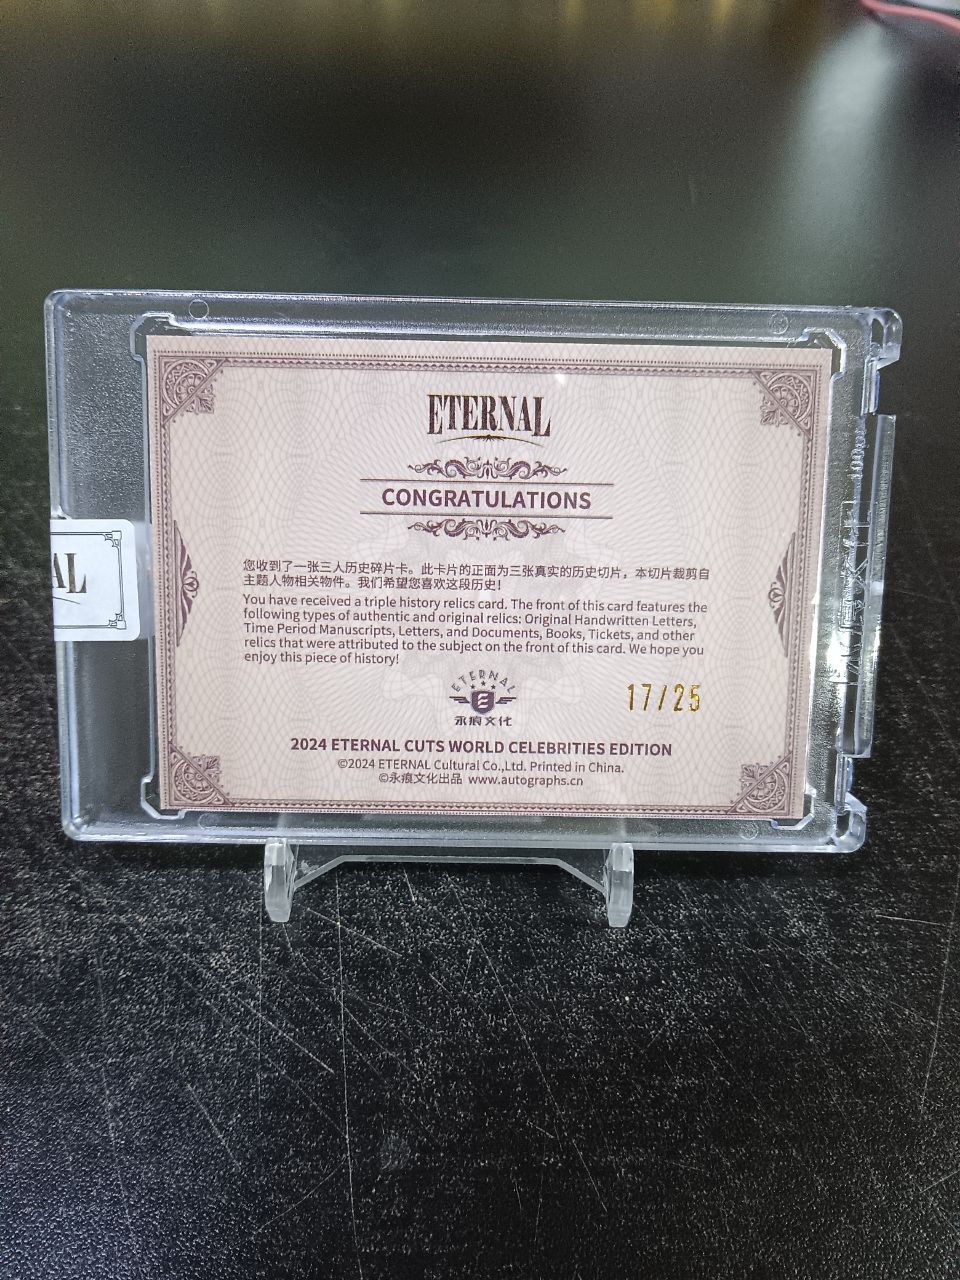 ETERNAL
CONGRATULATIONS
您收到了一张三人历史碎片卡。此卡片的正面为三张真实的历史切片，本切片裁剪自
主题人物相关物件。我们希望您喜欢这段历史！
You have received a triple history relics card. The front of this card features the
following types of authentic and original relics: Original Handwritten Letters,
Time Period Manuscripts, Letters, and Documents, Books, Tickets, and other
relics that were attributed to the subject on the front of this card. We hope you
enjoy this piece of history!
ETERNAL
永痕文化
17/25
2024 ETERNAL CUTS WORLD CELEBRITIES EDITION
©2024 ETERNAL Cultural Co.,Ltd. Printed in China.
©永痕文化出品 www.autographs.cn
AL
100pt